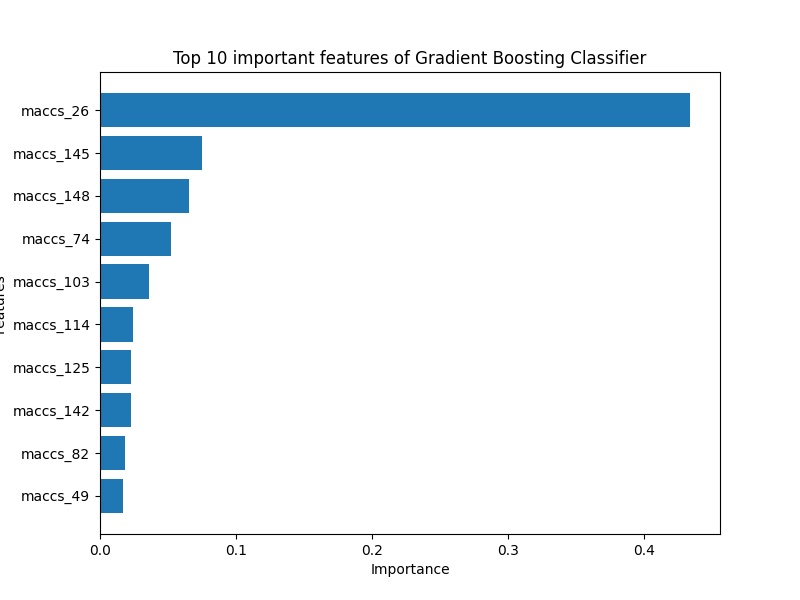 Top 10 important features of Gradient Boosting Classifier
maccs_26
maccs_145
maccs_148
maccs_74
maccs_103
maccs_114
maccs_125
maccs_142
maccs_82
maccs_49
0.0 0.1 0.2 0.3 0.4
Importance